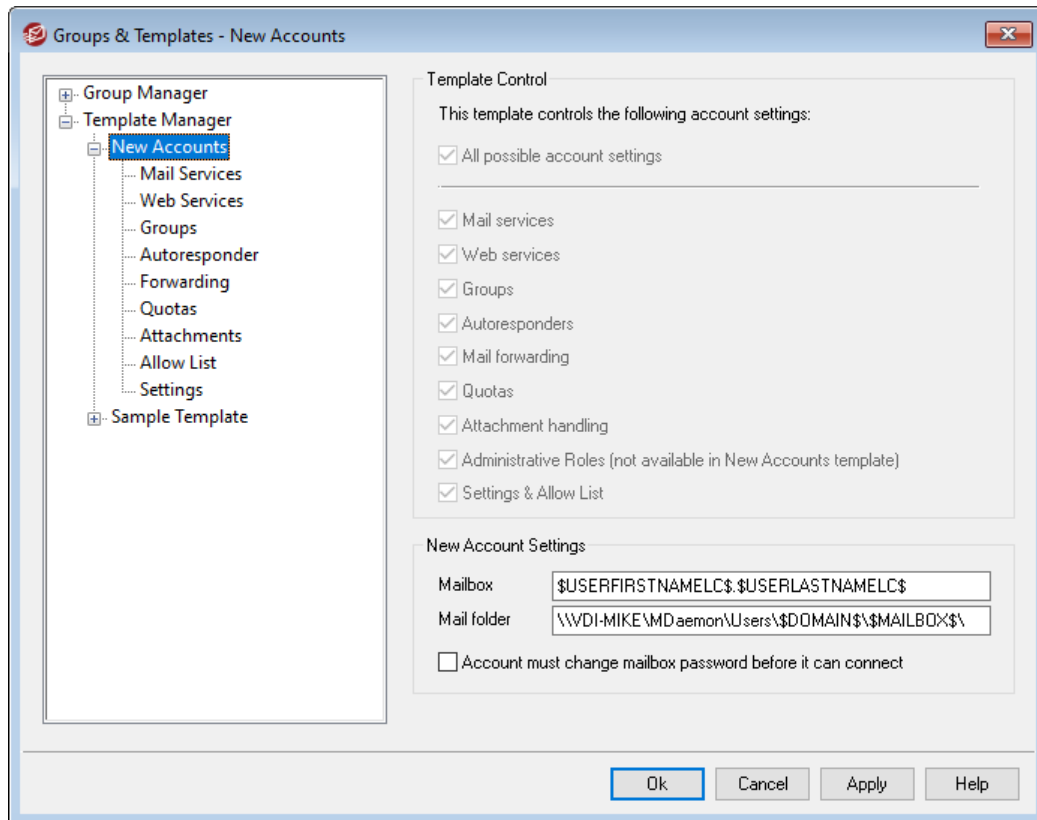 Groups & Templates - New Accounts
Group Manager
Template Manager
New Accounts
Mail Services
Web Services
Groups
Autoresponder
Forwarding
Quotas
Attachments
Allow List
Settings
Sample Template
Template Control
This template controls the following account settings:
All possible account settings
Mail services
Web services
Groups
Autoresponders
Mail forwarding
Quotas
Attachment handling
Administrative Roles (not available in New Accounts template)
Settings & Allow List
New Account Settings
Mailbox $USERFIRSTNAMELC$.$USERLASTNAMELC$
Mail folder \\VDI-MIKE\MDaemon\Users\$DOMAIN$\$MAILBOX$\
Account must change mailbox password before it can connect
Ok Cancel Apply Help